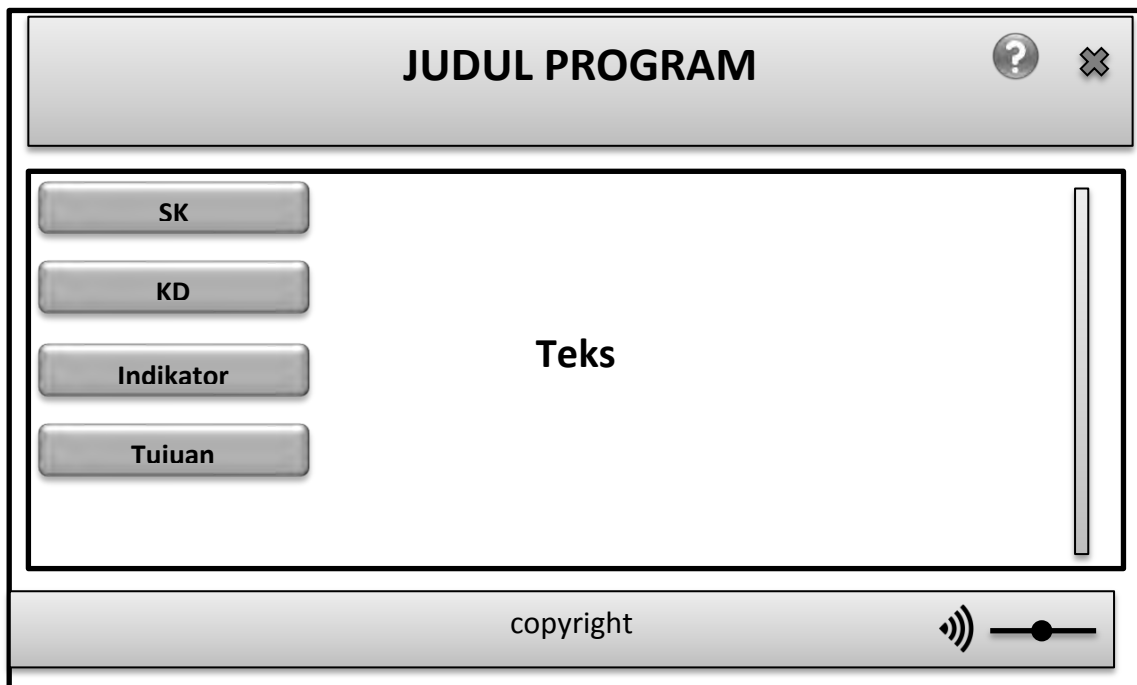 JUDUL PROGRAM
?
SK
KD
Indikator
Tujuan
Teks
copyright